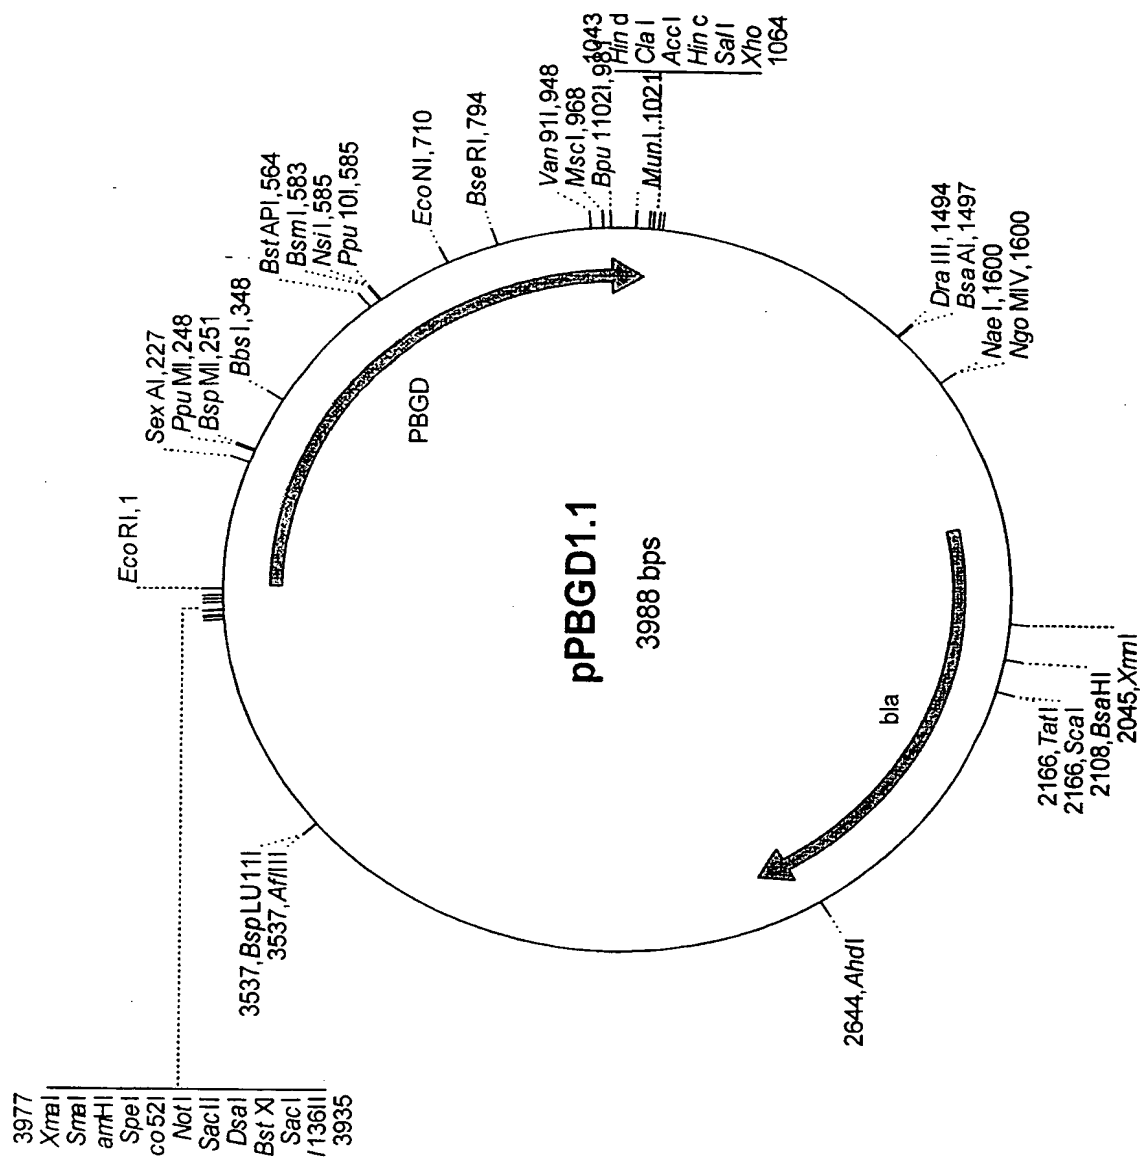 pPBGD1.1
3988 bps
PBGD
bla
EcoRI,1
SexAI,227
PpuMI,248
BspMI,251
BbsI,348
BstAPI,564
BsmI,583
NsiI,585
Ppu10I,585
EcoNI,710
BseRI,794
Van91I,948
MscI,968
Bpu1102I,981
MunI,1021
1043
Hind
ClaI
AccI
Hinc
SalI
Xho
1064
DraIII,1494
BsaAI,1497
NaeI,1600
NgoMIV,1600
2045,XmnI
2108,BsaHI
2166,ScaI
2166,TatI
2644,AhdI
3537,BspLU11I
3537,AflIII
3977
XmaI
SmaI
amHI
SpeI
co52I
NotI
SacII
DsaI
BstXI
SacI
l136II
3935